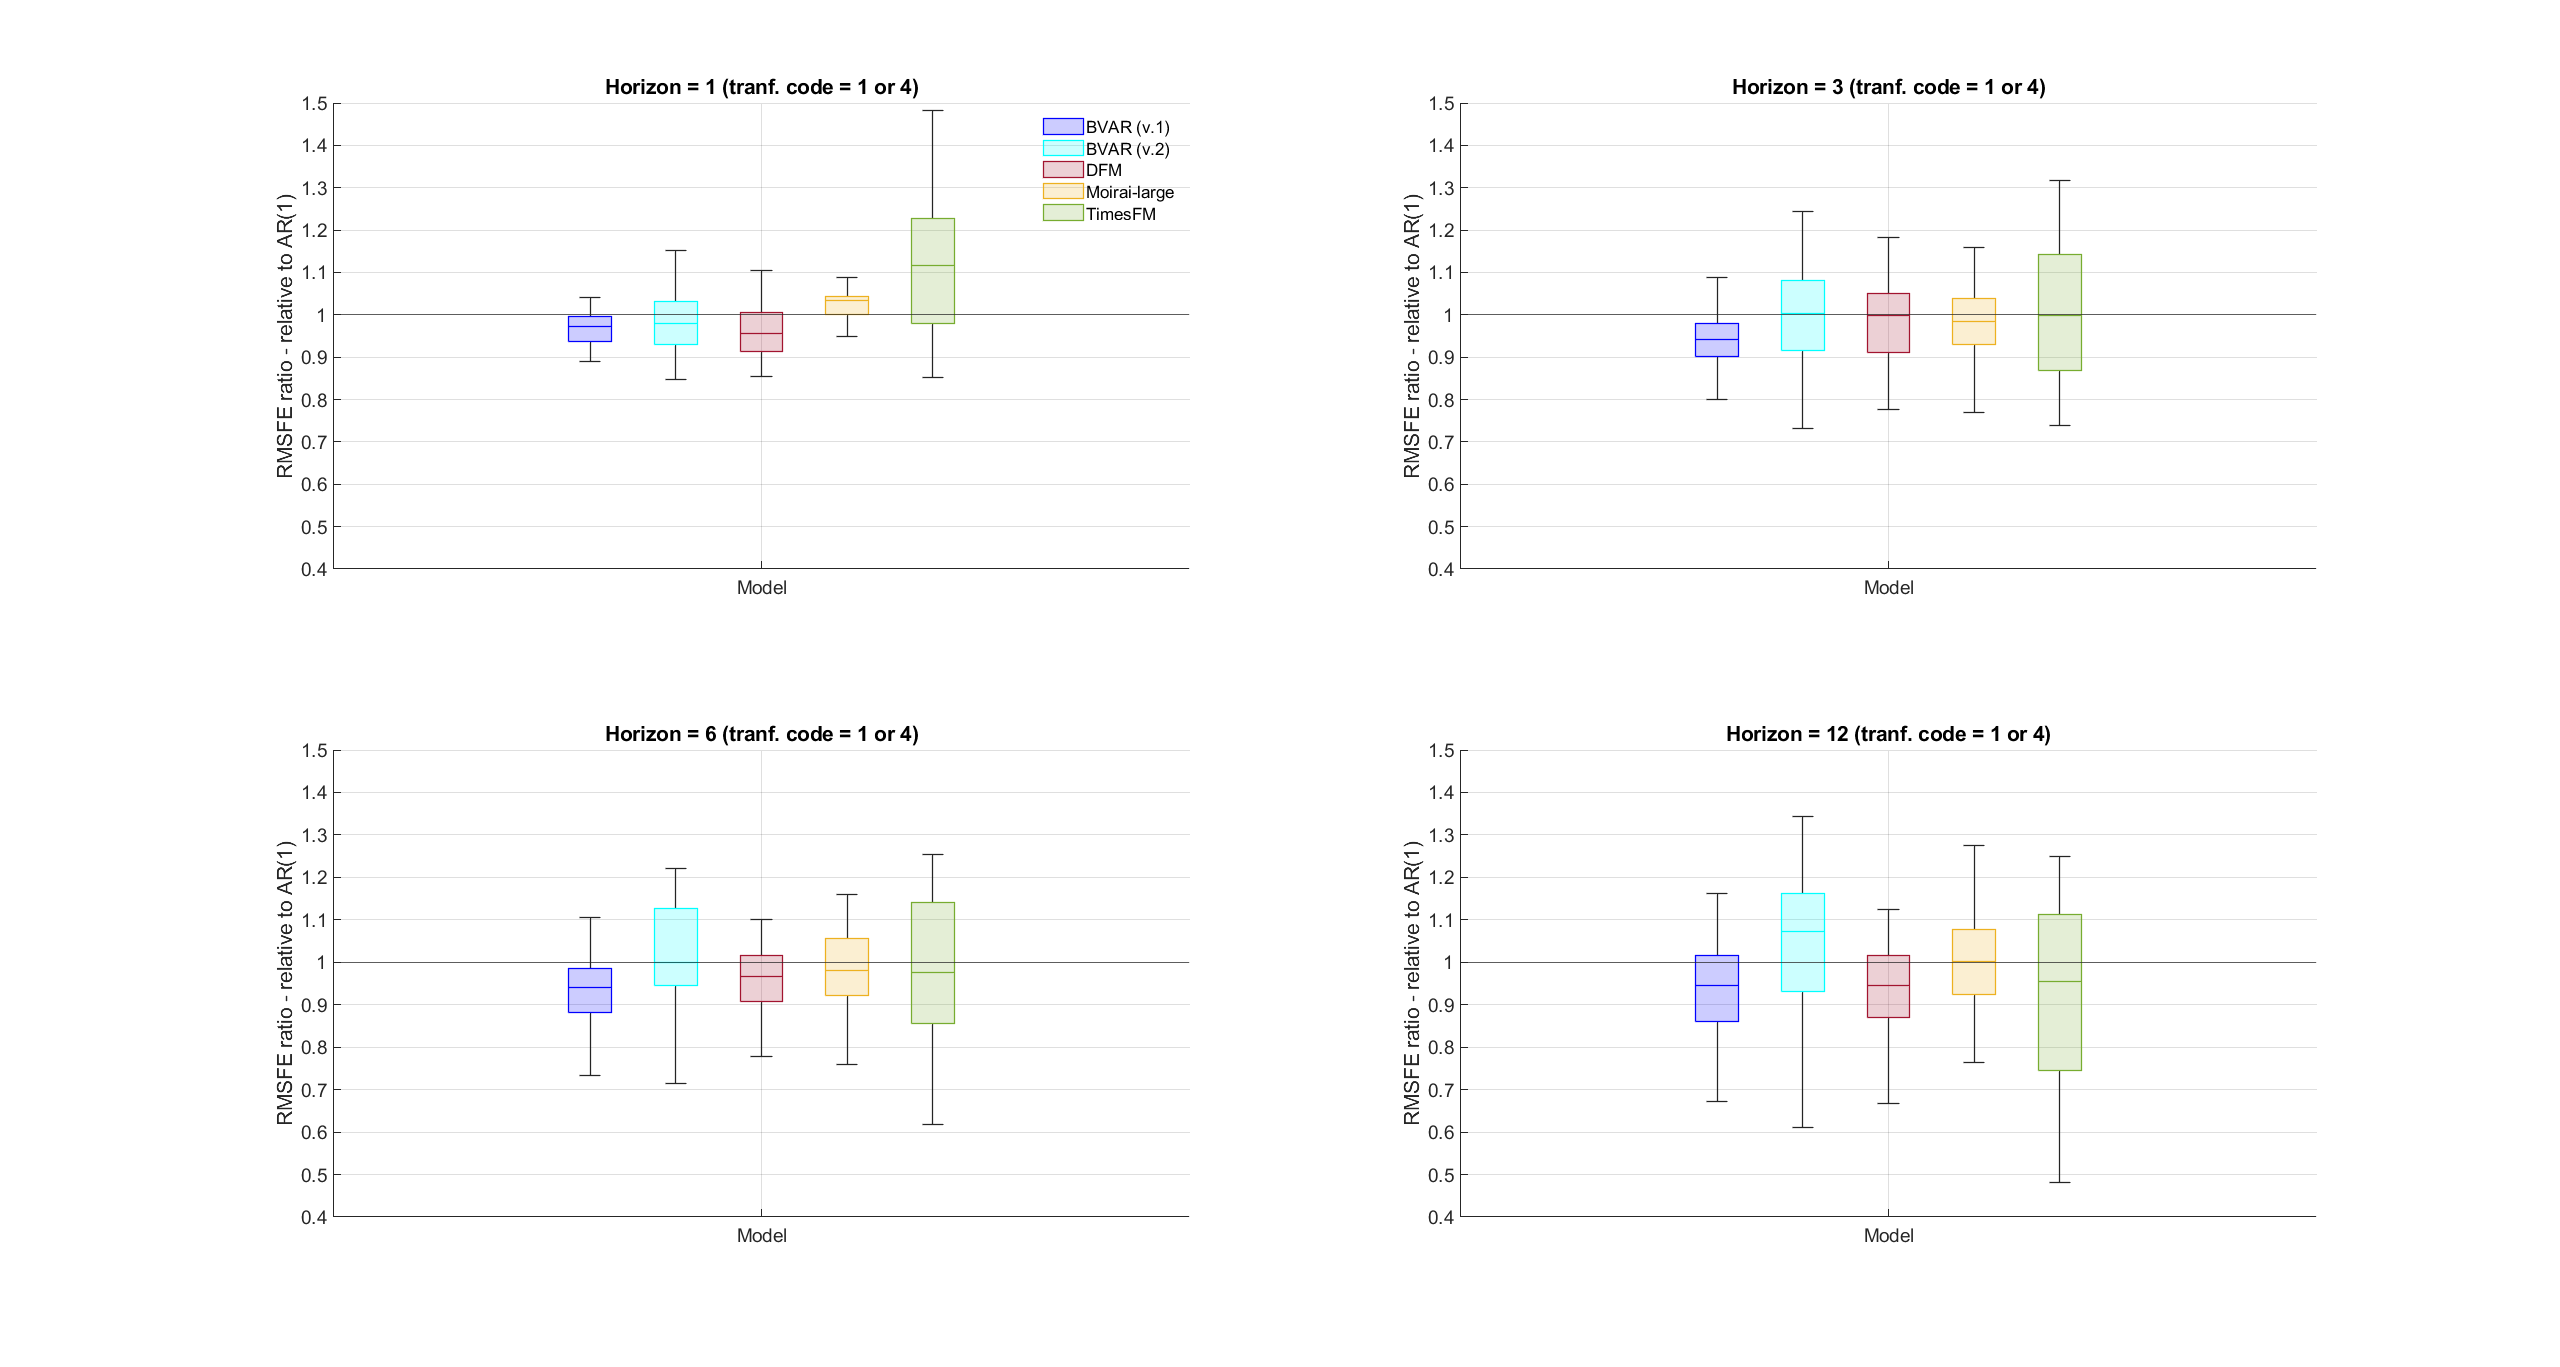 Horizon = 1 (tranf. code = 1 or 4)
RMSFE ratio - relative to AR(1)
1.5
1.4
1.3
1.2
1.1
1
0.9
0.8
0.7
0.6
0.5
0.4
BVAR (v.1)
BVAR (v.2)
DFM
Moirai-large
TimesFM
Model
Horizon = 3 (tranf. code = 1 or 4)
RMSFE ratio - relative to AR(1)
1.5
1.4
1.3
1.2
1.1
1
0.9
0.8
0.7
0.6
0.5
0.4
Model
Horizon = 6 (tranf. code = 1 or 4)
RMSFE ratio - relative to AR(1)
1.5
1.4
1.3
1.2
1.1
1
0.9
0.8
0.7
0.6
0.5
0.4
Model
Horizon = 12 (tranf. code = 1 or 4)
RMSFE ratio - relative to AR(1)
1.5
1.4
1.3
1.2
1.1
1
0.9
0.8
0.7
0.6
0.5
0.4
Model